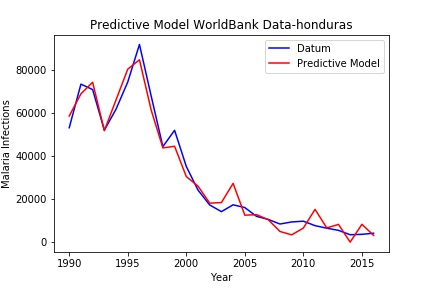 Predictive Model WorldBank Data-honduras
Datum
Predictive Model
Malaria Infections
80000
60000
40000
20000
0
1990
1995
2000
2005
2010
2015
Year